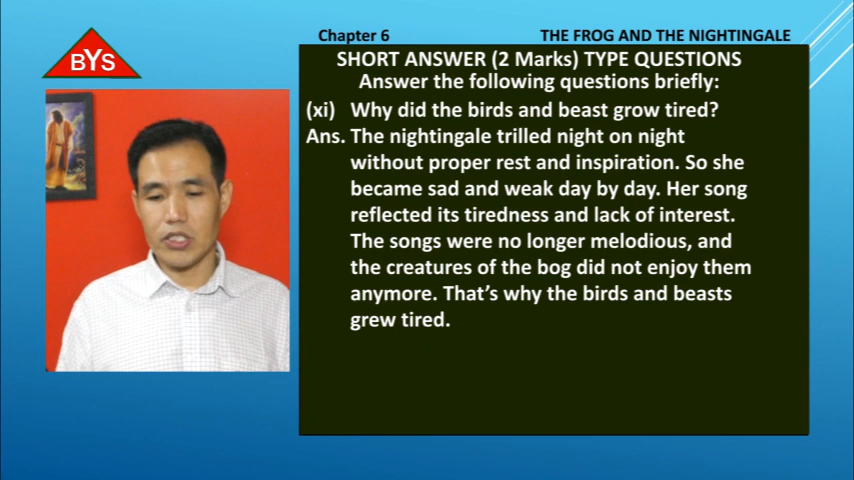 BYS
Chapter 6 THE FROG AND THE NIGHTINGALE
SHORT ANSWER (2 Marks) TYPE QUESTIONS
Answer the following questions briefly:
(xi) Why did the birds and beast grow tired?
Ans. The nightingale trilled night on night
without proper rest and inspiration. So she
became sad and weak day by day. Her song
reflected its tiredness and lack of interest.
The songs were no longer melodious, and
the creatures of the bog did not enjoy them
anymore. That's why the birds and beasts
grew tired.